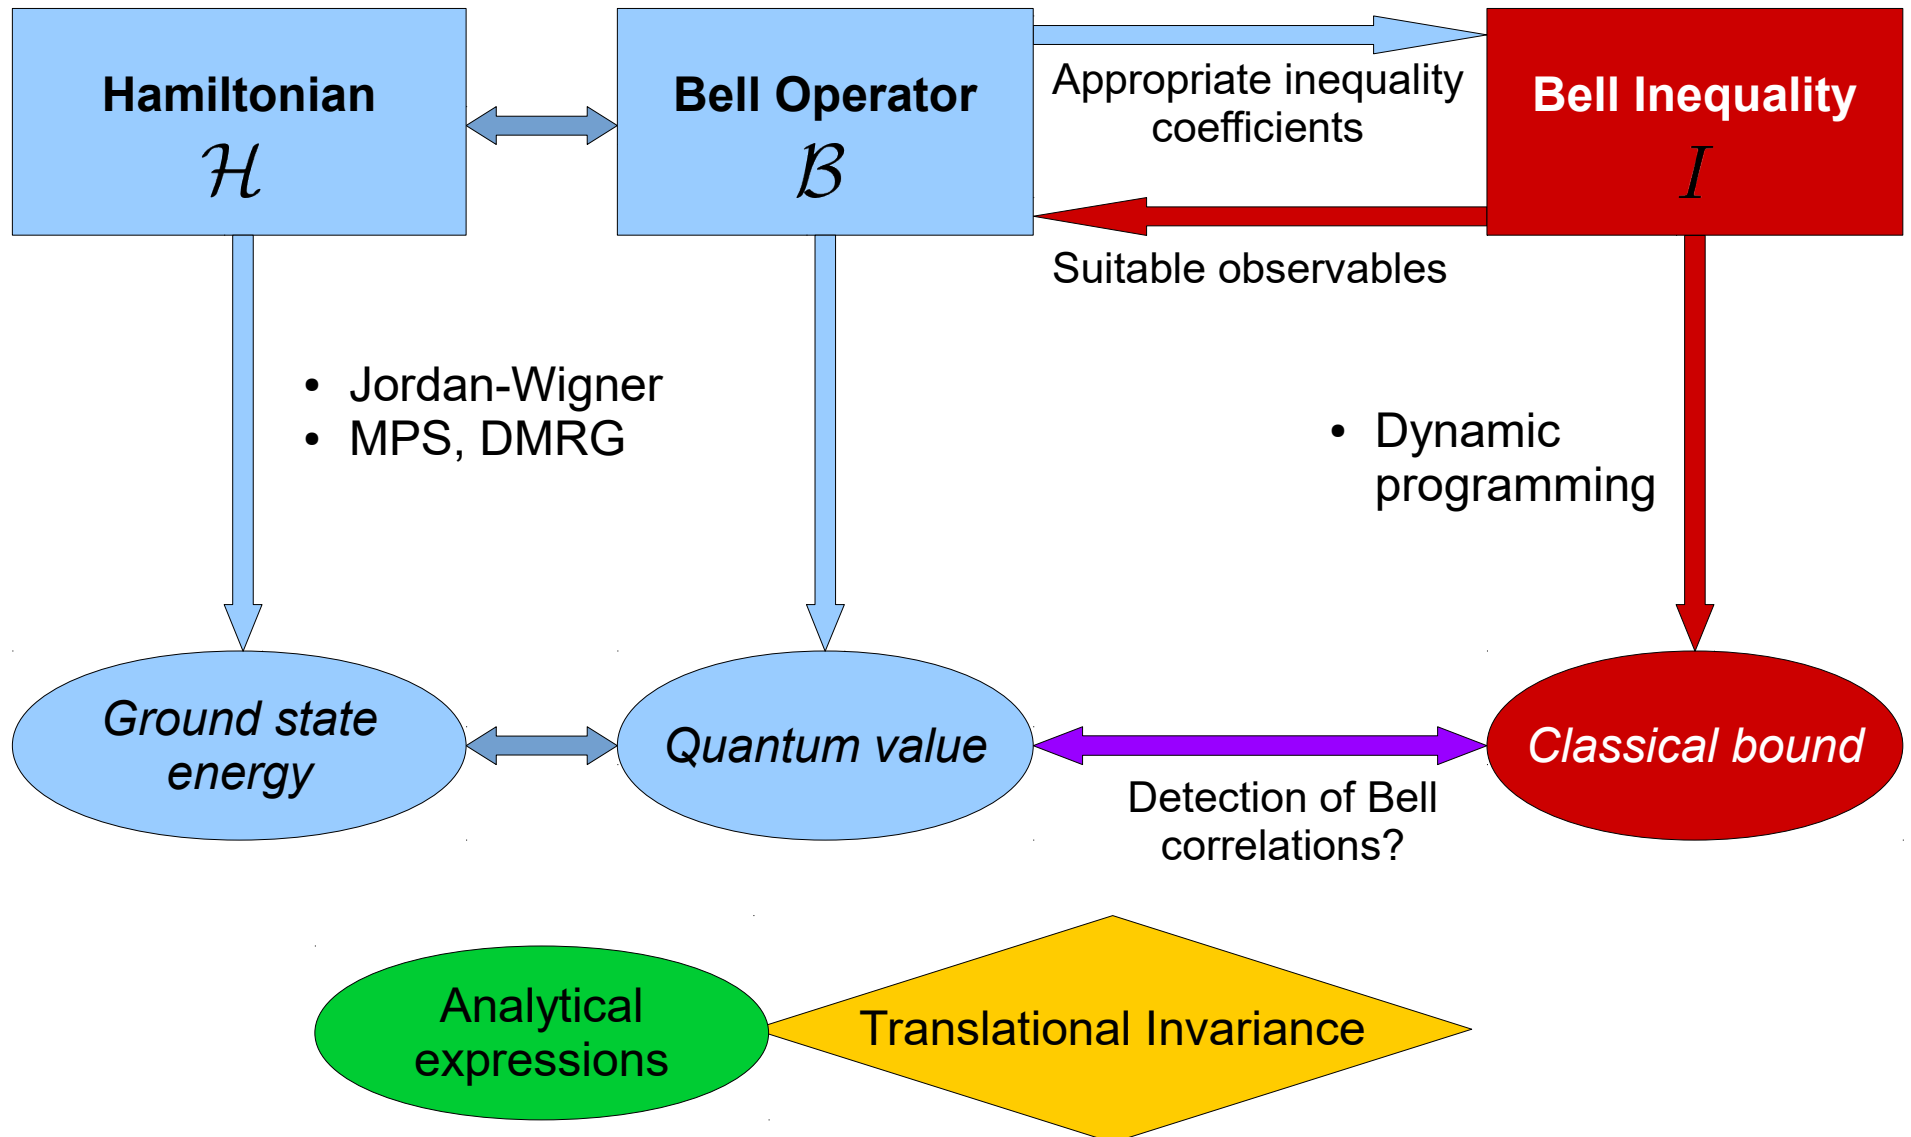 Hamiltonian
ℋ
Bell Operator
ℬ
Appropriate inequality
coefficients
Bell Inequality
I
Suitable observables
• Jordan-Wigner
• MPS, DMRG
• Dynamic
programming
Ground state
energy
Quantum value
Classical bound
Detection of Bell
correlations?
Analytical
expressions
Translational Invariance